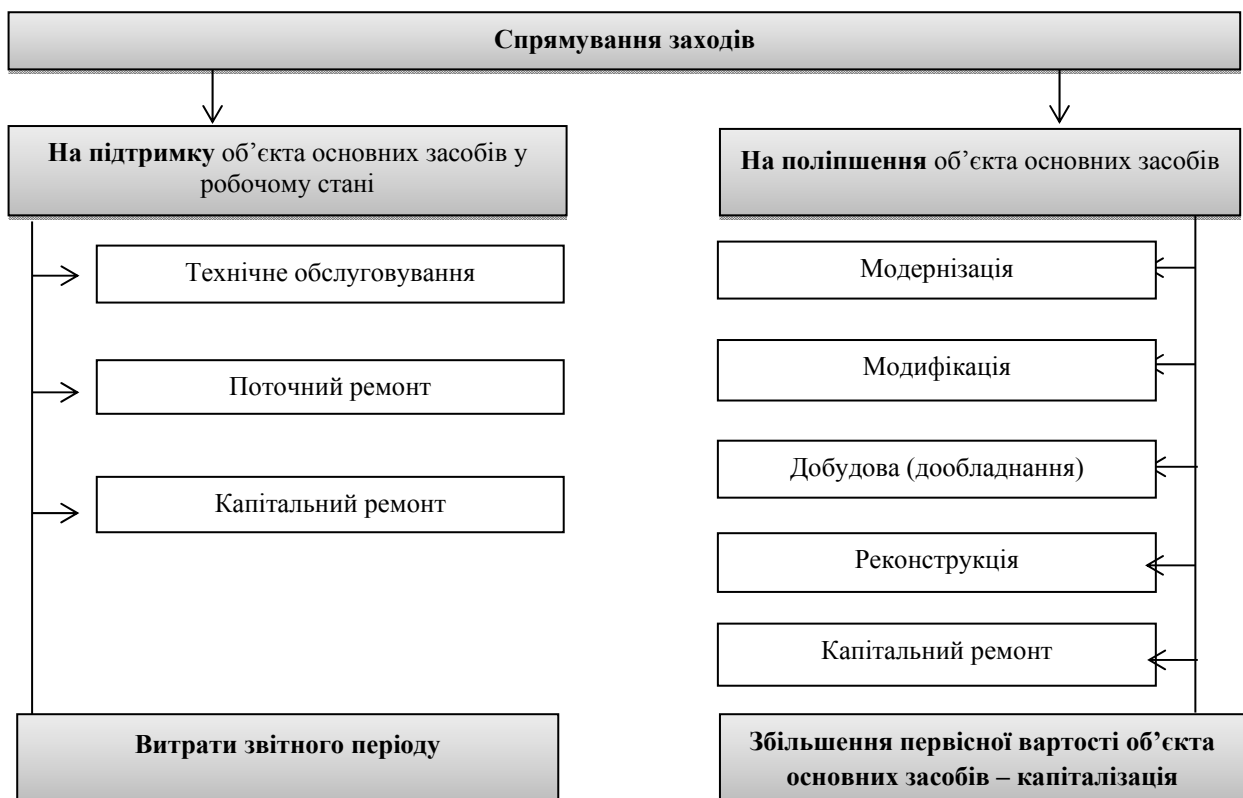 Спрямування заходів
На підтримку об’єкта основних засобів у
робочому стані
Технічне обслуговування
Поточний ремонт
Капітальний ремонт
Витрати звітного періоду
На поліпшення об’єкта основних засобів
Модернізація
Модифікація
Добудова (дообладнання)
Реконструкція
Капітальний ремонт
Збільшення первісної вартості об’єкта
основних засобів – капіталізація